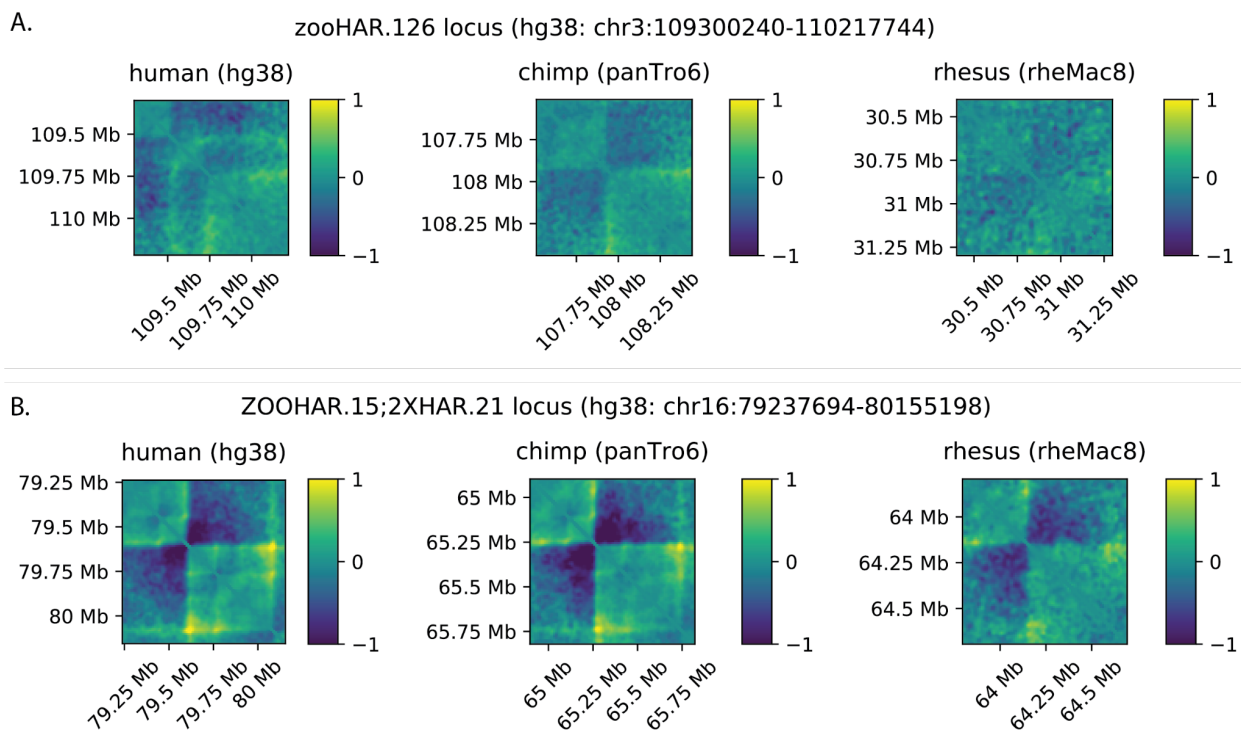 A.
zooHAR.126 locus (hg38: chr3:109300240-110217744)
human (hg38)
chimp (panTro6)
rhesus (rheMac8)
109.5 Mb
109.75 Mb
110 Mb
109.5 Mb
109.75 Mb
110 Mb
1
0
−1
107.75 Mb
108 Mb
108.25 Mb
107.75 Mb
108 Mb
108.25 Mb
1
0
−1
30.5 Mb
30.75 Mb
31 Mb
31.25 Mb
30.5 Mb
30.75 Mb
31 Mb
31.25 Mb
1
0
−1
B.
ZOOHAR.15;2XHAR.21 locus (hg38: chr16:79237694-80155198)
human (hg38)
chimp (panTro6)
rhesus (rheMac8)
79.25 Mb
79.5 Mb
79.75 Mb
80 Mb
79.25 Mb
79.5 Mb
79.75 Mb
80 Mb
1
0
−1
65 Mb
65.25 Mb
65.5 Mb
65.75 Mb
65 Mb
65.25 Mb
65.5 Mb
65.75 Mb
1
0
−1
64 Mb
64.25 Mb
64.5 Mb
64 Mb
64.25 Mb
64.5 Mb
1
0
−1